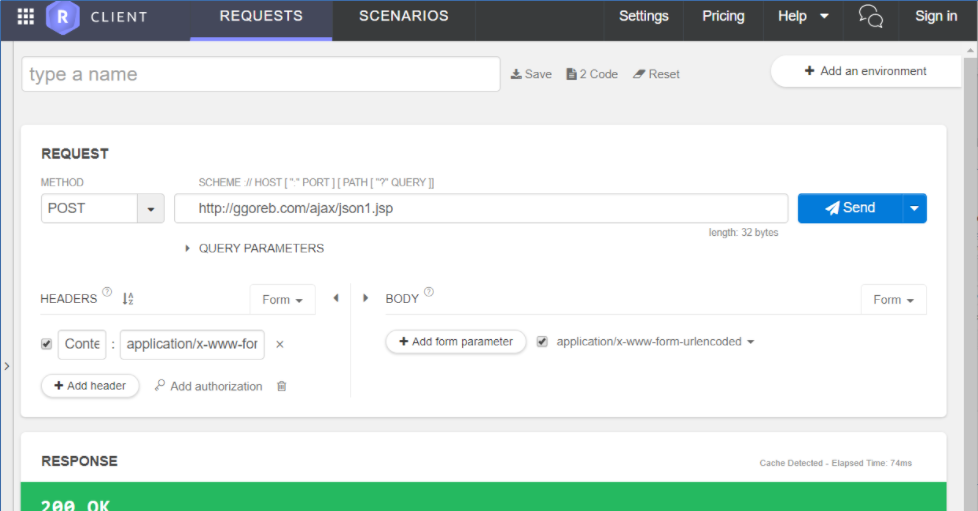 R CLIENT REQUESTS SCENARIOS Settings Pricing Help Sign in
type a name Save 2 Code Reset Add an environment
REQUEST
METHOD SCHEME :// HOST [ ":" PORT ] [ PATH [ "?" QUERY ]]
POST http://ggoreb.com/ajax/json1.jsp Send
length: 32 bytes
QUERY PARAMETERS
HEADERS ? A Z Form BODY ? Form
Conte : application/x-www-for × Add form parameter application/x-www-form-urlencoded
Add header Add authorization
RESPONSE Cache Detected - Elapsed Time: 74ms
200 OK